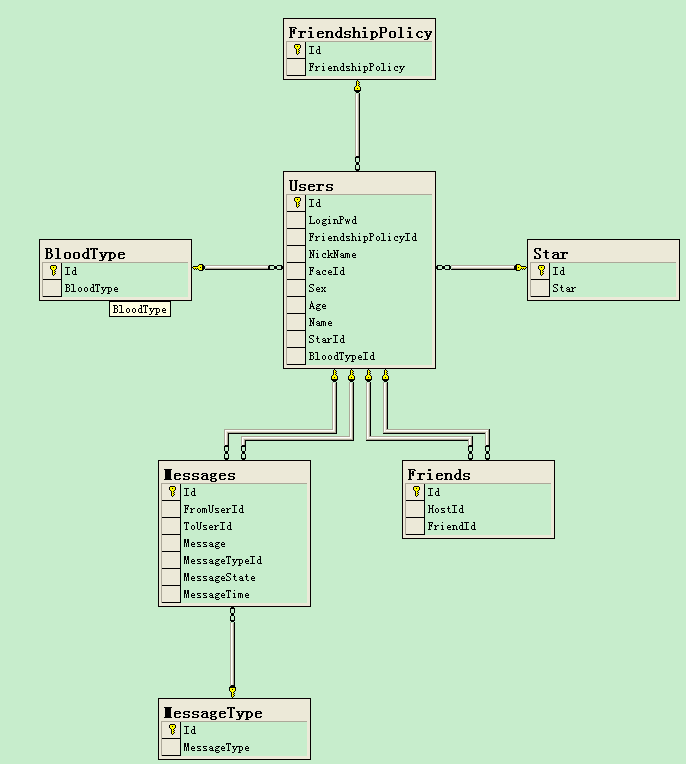 FriendshipPolicy
Id
FriendshipPolicy
Users
Id
LoginPwd
FriendshipPolicyId
NickName
FaceId
Sex
Age
Name
StarId
BloodTypeId
BloodType
Id
BloodType
BloodType
Star
Id
Star
Messages
Id
FromUserId
ToUserId
Message
MessageTypeId
MessageState
MessageTime
Friends
Id
HostId
FriendId
MessageType
Id
MessageType